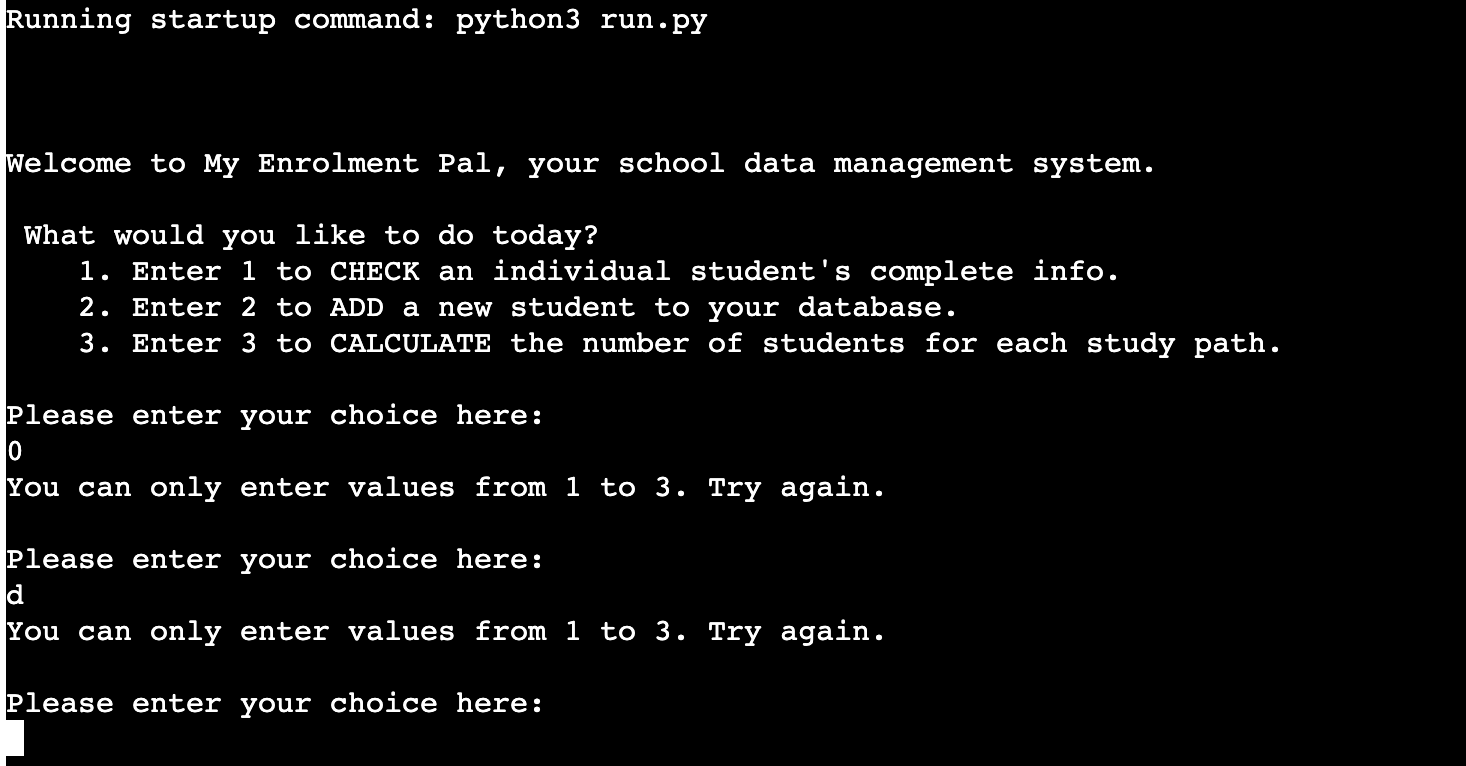 Running startup command: python3 run.py
Welcome to My Enrolment Pal, your school data management system.
What would you like to do today?
1. Enter 1 to CHECK an individual student's complete info.
2. Enter 2 to ADD a new student to your database.
3. Enter 3 to CALCULATE the number of students for each study path.
Please enter your choice here:
0
You can only enter values from 1 to 3. Try again.
Please enter your choice here:
d
You can only enter values from 1 to 3. Try again.
Please enter your choice here: